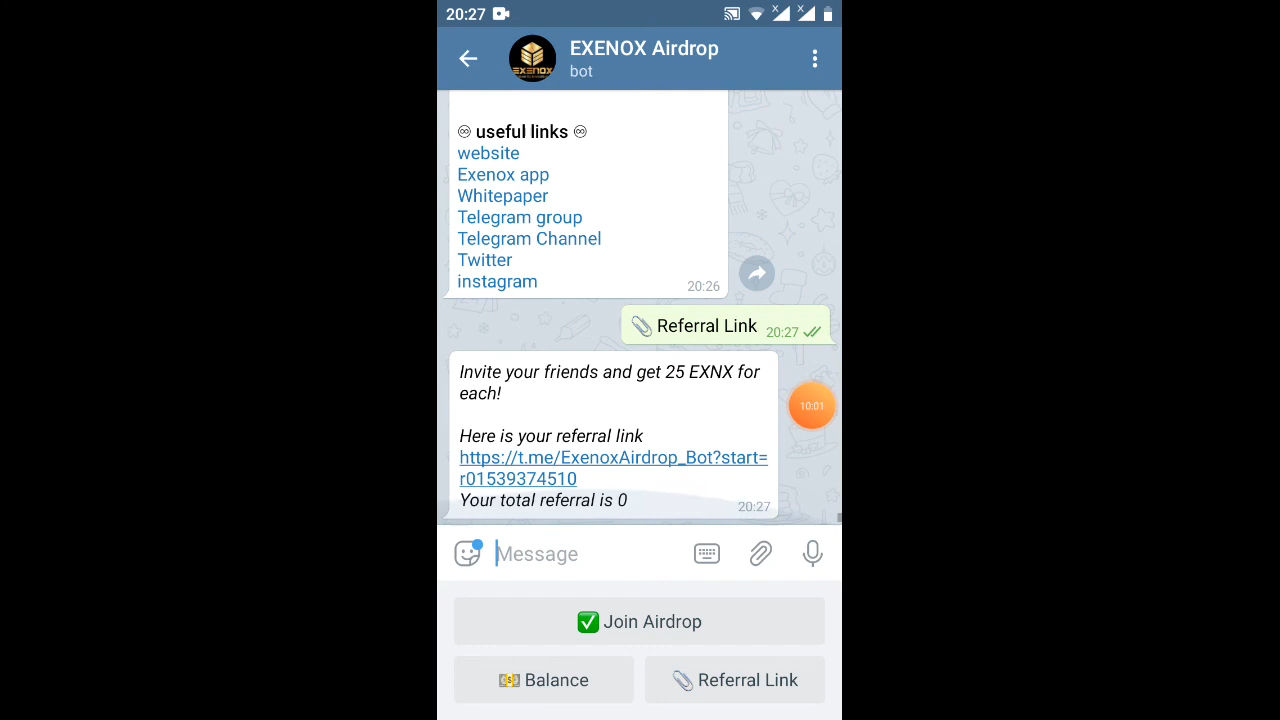 20:27
EXENOX Airdrop
bot
EXENOX
♾ useful links ♾
website
Exenox app
Whitepaper
Telegram group
Telegram Channel
Twitter
instagram
20:26
📎 Referral Link 20:27
Invite your friends and get 25 EXNX for
each!
10:01
Here is your referral link
https://t.me/ExenoxAirdrop_Bot?start=
r01539374510
Your total referral is 0
20:27
Message
✅ Join Airdrop
💵 Balance
📎 Referral Link